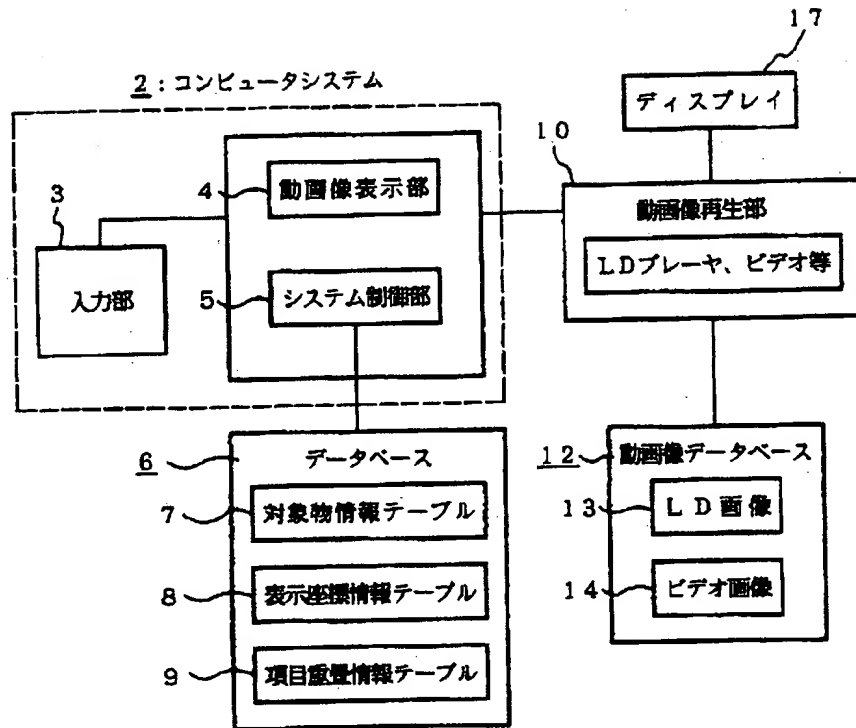 17
2:コンピュータシステム
ディスプレイ
10
4
動画像表示部
3
動画像再生部
LDプレーヤ、ビデオ等
入力部
5
システム制御部
6
データベース
12
動画像データベース
7
対象物情報テーブル
13
LD画像
8
表示座標情報テーブル
14
ビデオ画像
9
項目重畳情報テーブル